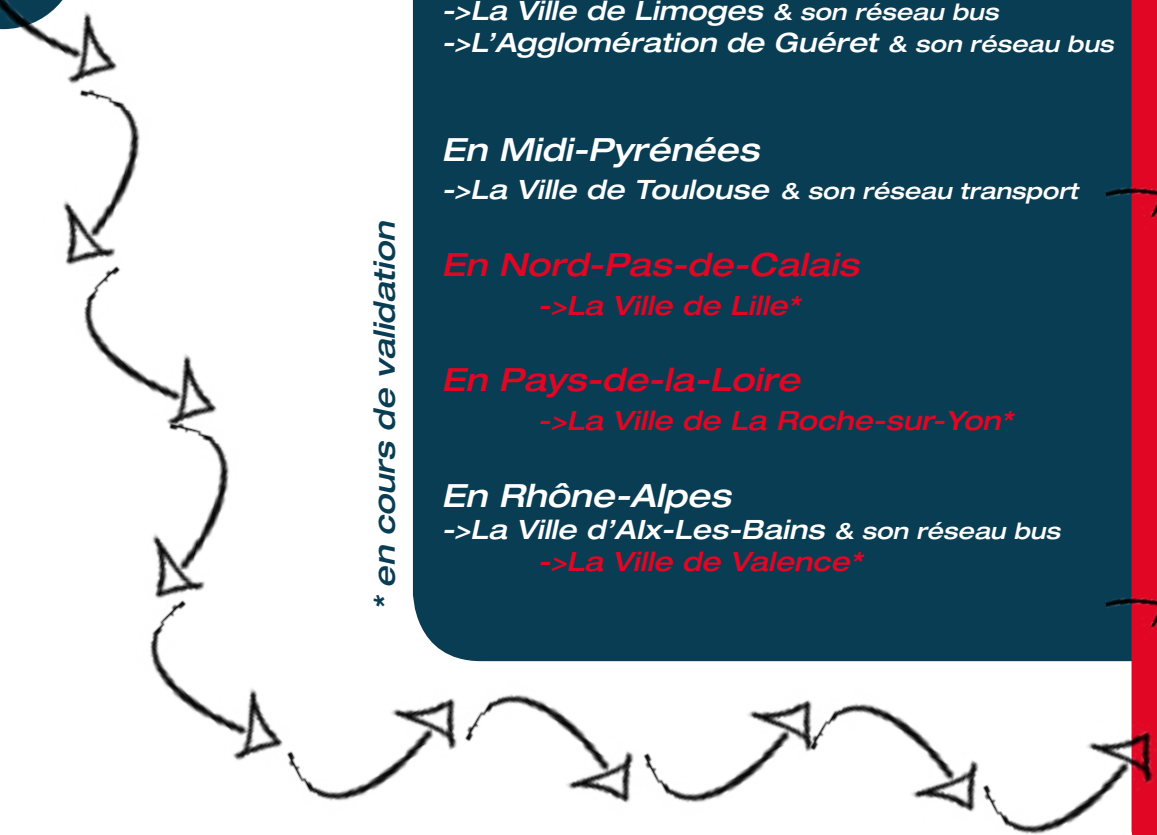 ->La Ville de Limoges & son réseau bus
->L’Agglomération de Guéret & son réseau bus
En Midi-Pyrénées
->La Ville de Toulouse & son réseau transport
En Nord-Pas-de-Calais
->La Ville de Lille*
En Pays-de-la-Loire
->La Ville de La Roche-sur-Yon*
En Rhône-Alpes
->La Ville d’AIx-Les-Bains & son réseau bus
->La Ville de Valence*
* en cours de validation